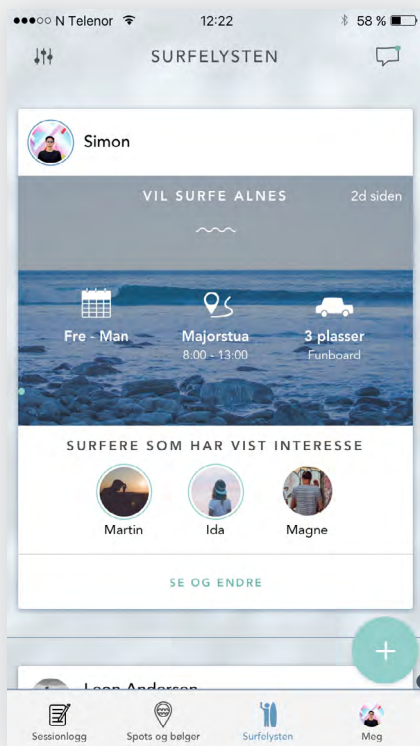 N Telenor 12:22 58 %
SURFELYSTEN
Simon
VIL SURFE ALNES 2d siden
Fre - Man Majorstua 3 plasser
8:00 - 13:00 Funboard
SURFERE SOM HAR VIST INTERESSE
Martin Ida Magne
SE OG ENDRE
+
Leon Andersen
Sessionlogg Spots og bølger Surfelysten Meg